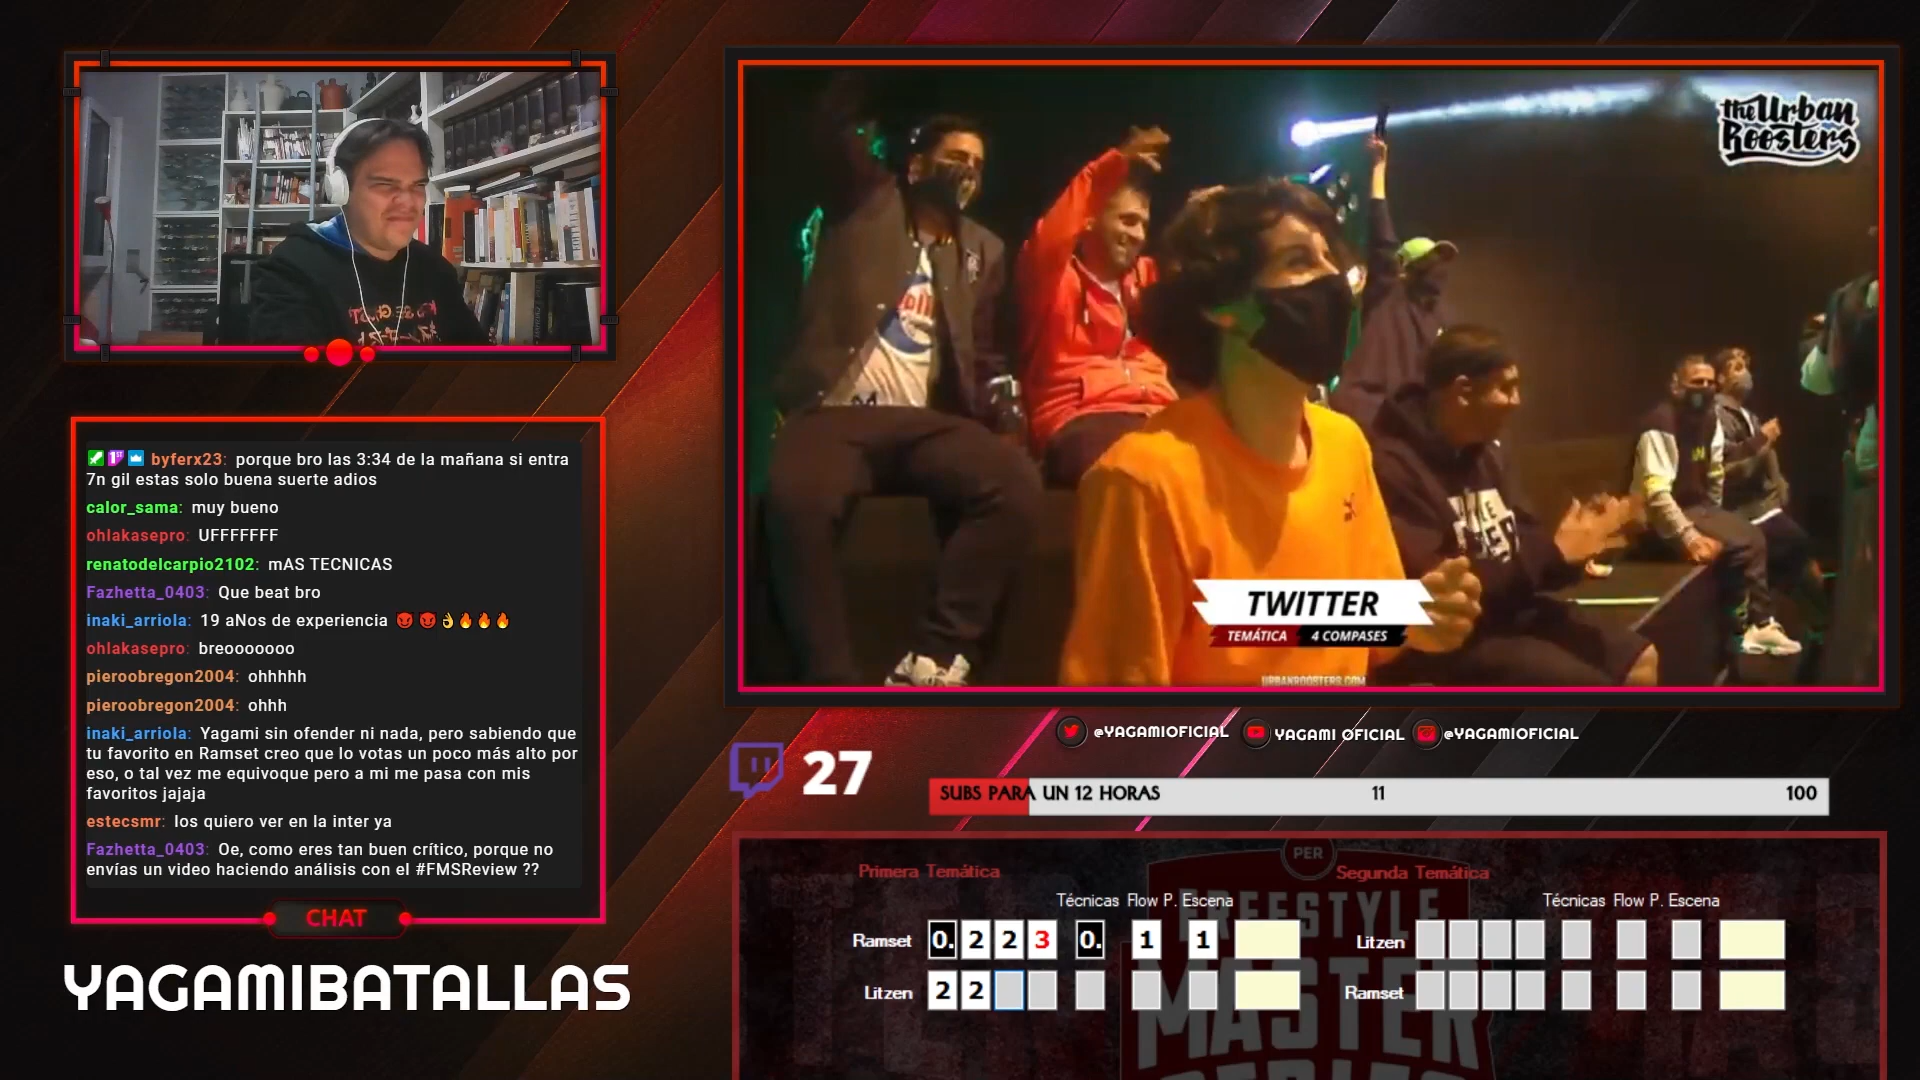 the Urban
Roosters
byferx23: porque bro las 3:34 de la mañana si entra
7n gil estas solo buena suerte adios
calor_sama: muy bueno
ohlakasepro: UFFFFFFF
renatodelcarpio2102: mAS TECNICAS
Fazhetta_0403: Que beat bro
inaki_arriola: 19 aNos de experiencia 😈 😈 👌 🔥 🔥 🔥
ohlakasepro: breooooooo
pieroobregon2004: ohhhhh
pieroobregon2004: ohhh
inaki_arriola: Yagami sin ofender ni nada, pero sabiendo que
tu favorito en Ramset creo que lo votas un poco más alto por
eso, o tal vez me equivoque pero a mi me pasa con mis
favoritos jajaja
estecsmr: los quiero ver en la inter ya
Fazhetta_0403: Oe, como eres tan buen crítico, porque no
envías un video haciendo análisis con el #FMSReview ??
CHAT
YAGAMIBATALLAS
TWITTER
TEMÁTICA 4 COMPASES
URBANROOSTERS.COM
@YAGAMIOFICIAL YAGAMI OFICIAL @YAGAMIOFICIAL
27
SUBS PARA UN 12 HORAS 11 100
PER
FREESTYLE
MASTER
Primera Temática
Técnicas Flow P. Escena
Ramset 0. 2 2 3 0. 1 1
Litzen 2 2
Segunda Temática
Técnicas Flow P. Escena
Litzen
Ramset